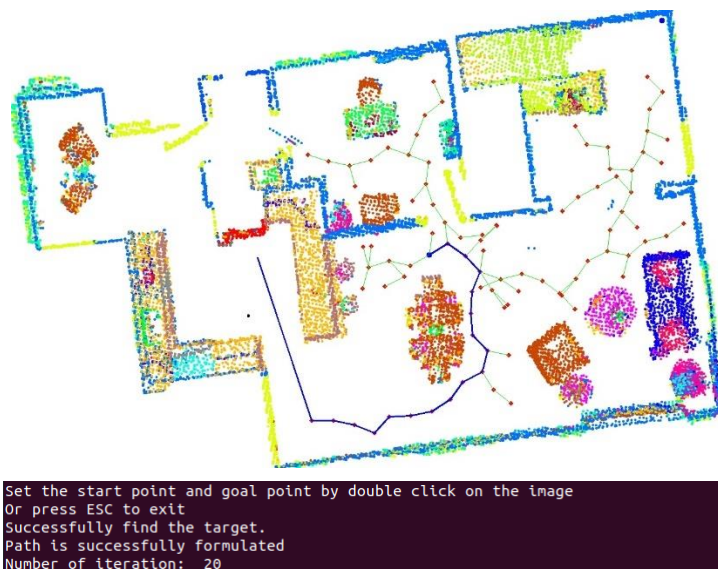 Set the start point and goal point by double click on the image
Or press ESC to exit
Successfully find the target.
Path is successfully formulated
Number of iteration:  20